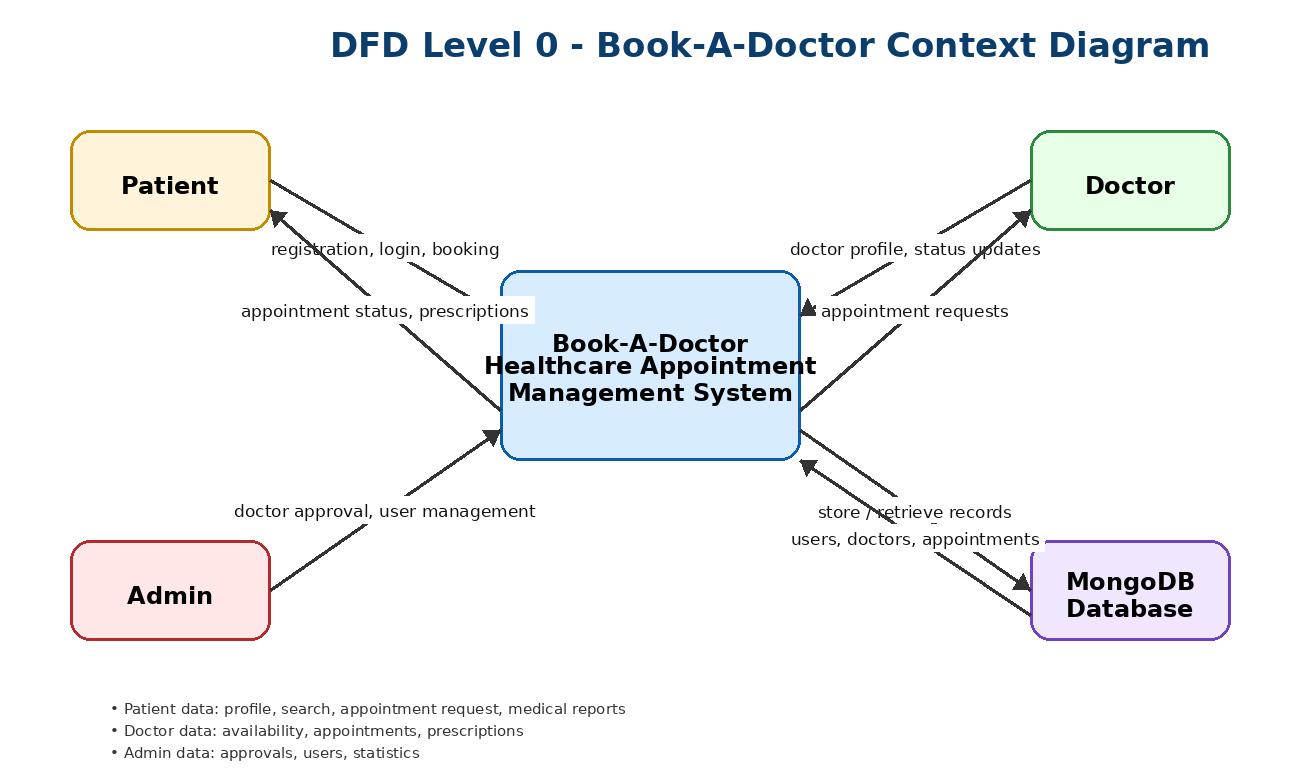 DFD Level 0 - Book-A-Doctor Context Diagram
Patient
Doctor
registration, login, booking
doctor profile, status updates
appointment status, prescriptions
appointment requests
Book-A-Doctor
Healthcare Appointment
Management System
doctor approval, user management
store / retrieve records
users, doctors, appointments
Admin
MongoDB
Database
• Patient data: profile, search, appointment request, medical reports
• Doctor data: availability, appointments, prescriptions
• Admin data: approvals, users, statistics